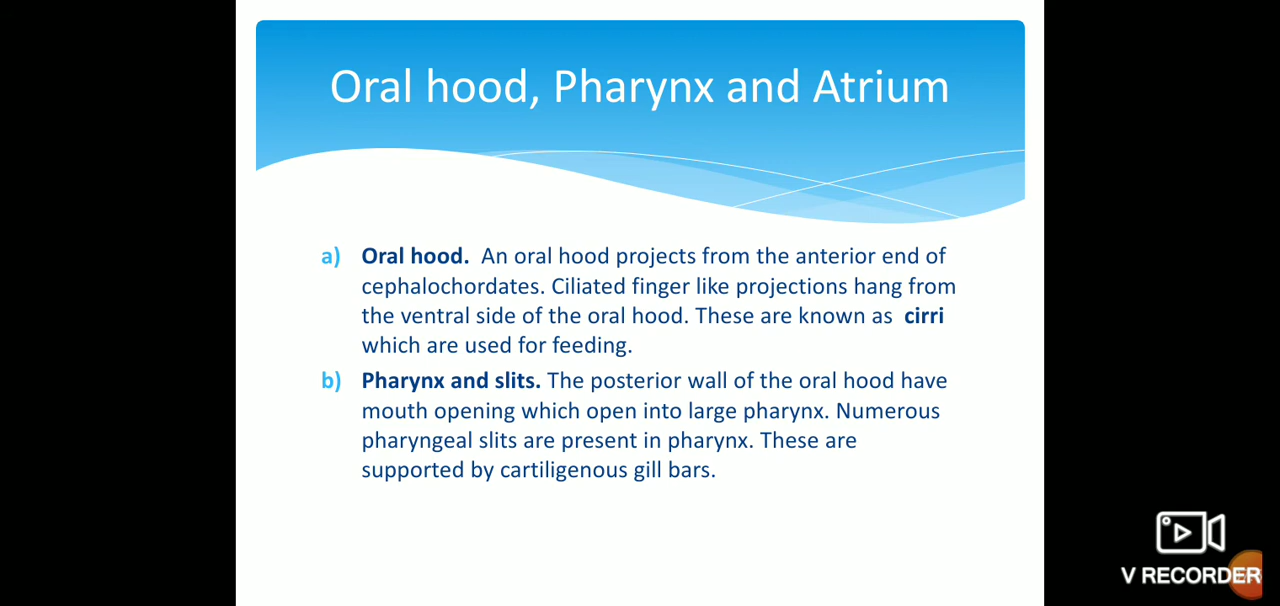 Oral hood, Pharynx and Atrium
a) Oral hood. An oral hood projects from the anterior end of
cephalochordates. Ciliated finger like projections hang from
the ventral side of the oral hood. These are known as cirri
which are used for feeding.
b) Pharynx and slits. The posterior wall of the oral hood have
mouth opening which open into large pharynx. Numerous
pharyngeal slits are present in pharynx. These are
supported by cartiligenous gill bars.
V RECORDER